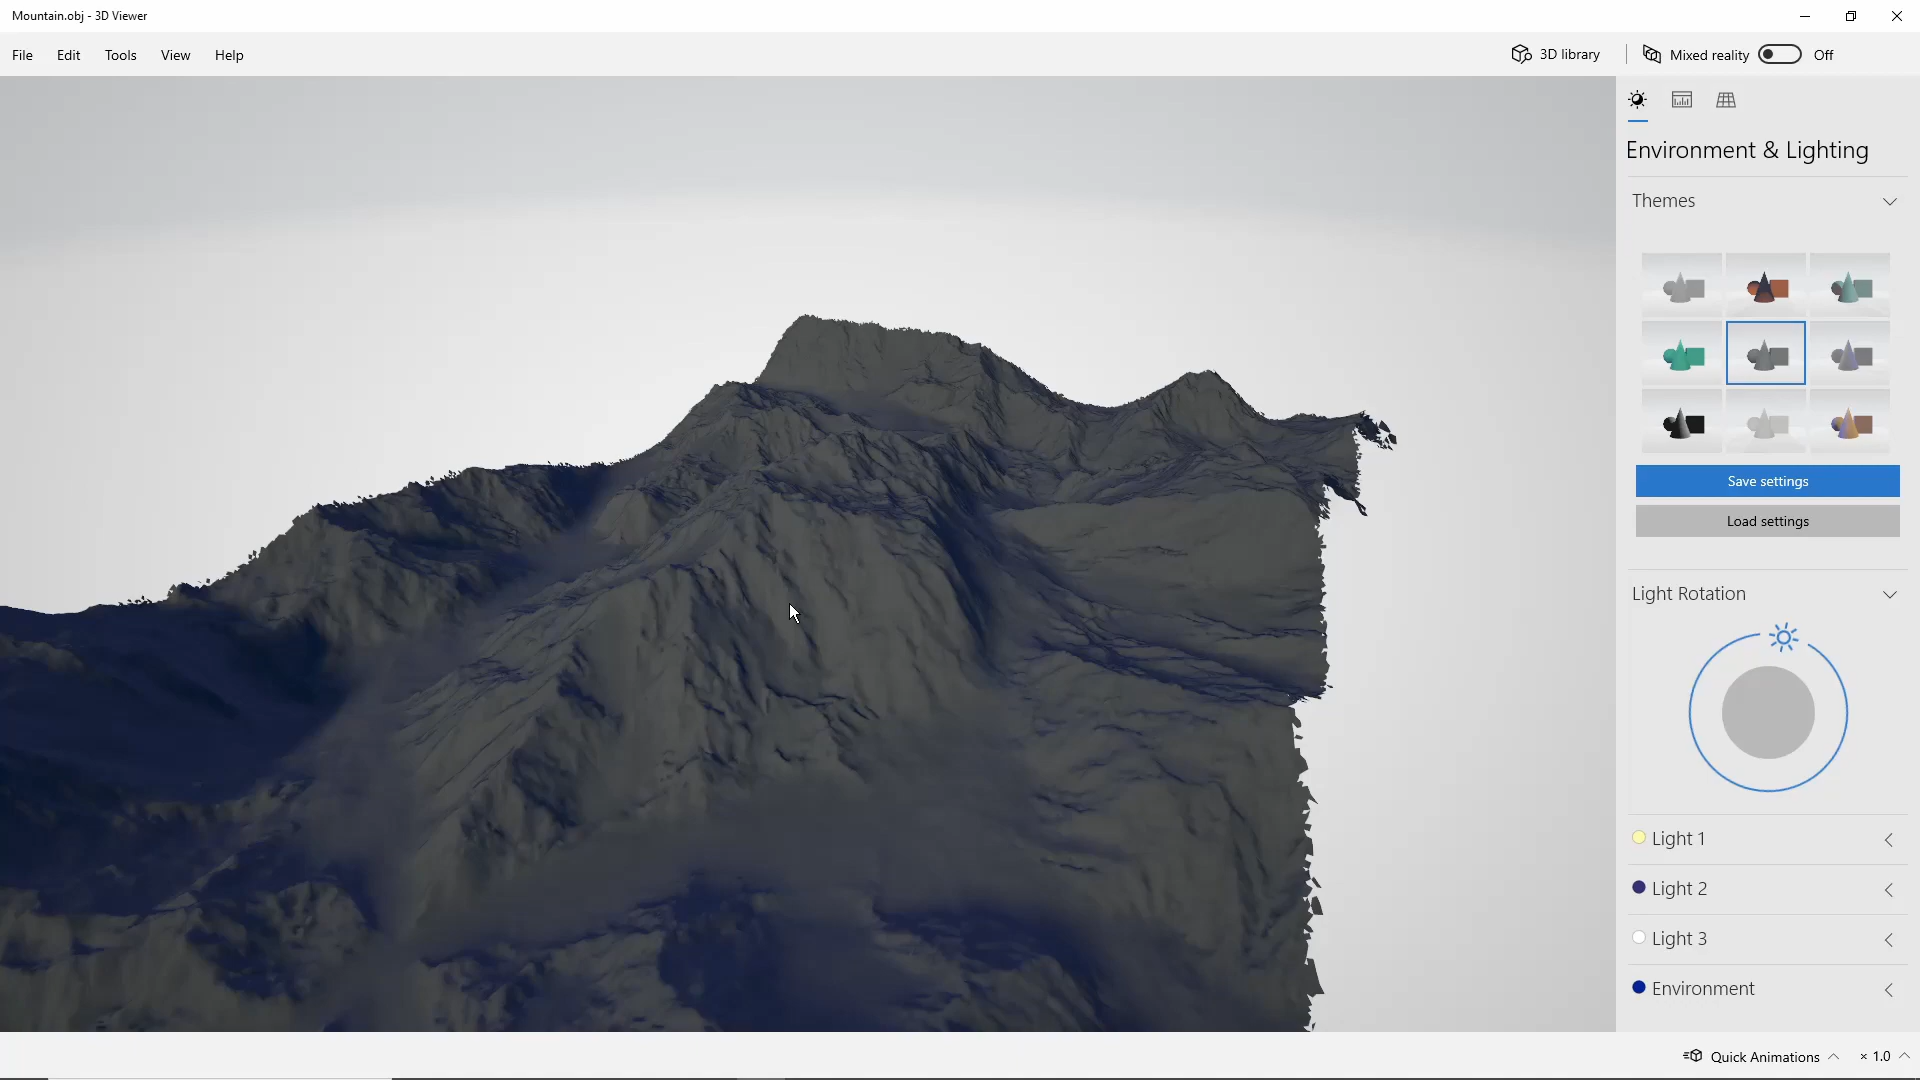 Mountain.obj - 3D Viewer
File Edit Tools View Help
3D library
Mixed reality Off
Environment & Lighting
Themes
Save settings
Load settings
Light Rotation
Light 1
Light 2
Light 3
Environment
Quick Animations × 1.0